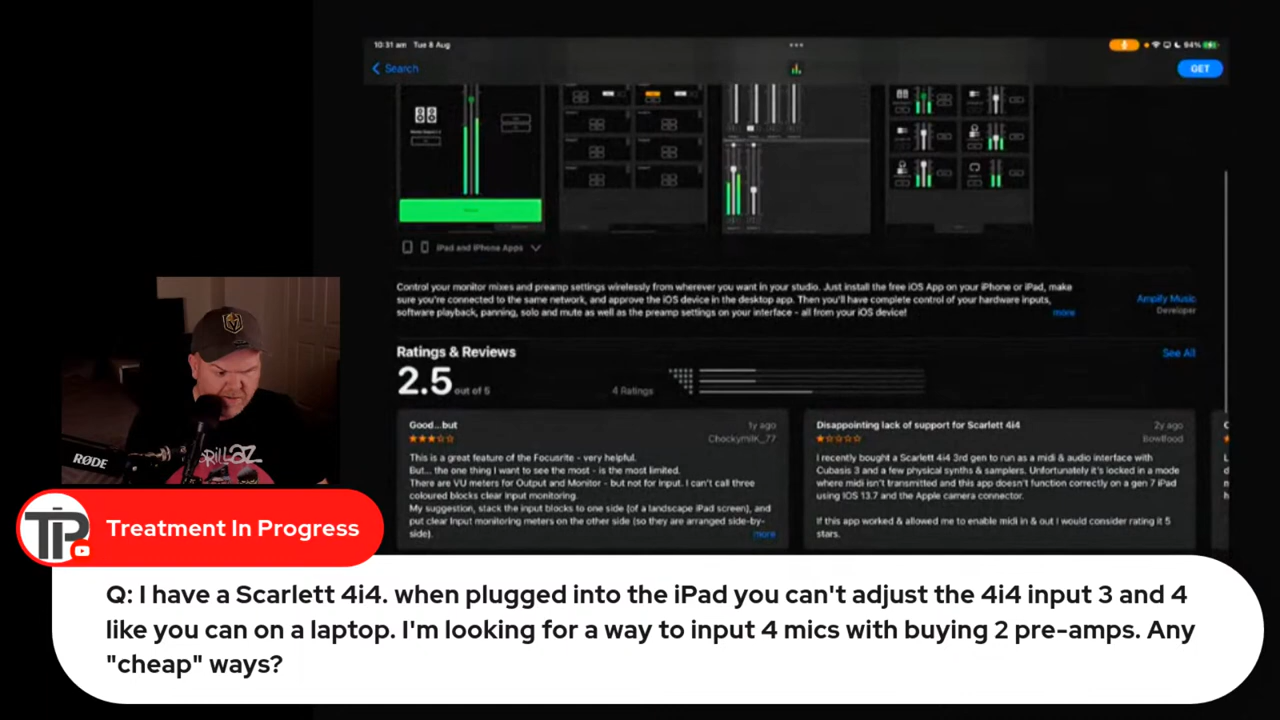 10:31 am Tue 8 Aug
94%
Search
GET
iPad and iPhone Apps
Control your monitor mixes and preamp settings wirelessly from wherever you want in your studio. Just install the free iOS App on your iPhone or iPad, make
sure you're connected to the same network, and approve the iOS device in the desktop app. Then you'll have complete control of your hardware inputs,
software playback, panning, solo and mute as well as the preamp settings on your interface - all from your iOS device!
more
Ampify Music
Developer
Ratings & Reviews
See All
2.5 out of 5
4 Ratings
Good...but
1y ago
ChockymilK_77
This is a great feature of the Focusrite - very helpful.
But... the one thing I want to see the most - is the most limited.
There are VU meters for Output and Monitor - but not for Input. I can't call three
coloured blocks clear input monitoring.
My suggestion, stack the input blocks to one side (of a landscape iPad screen), and
put clear Input monitoring meters on the other side (so they are arranged side-by-
side).
more
Disappointing lack of support for Scarlett 4i4
2y ago
Bowlfood
I recently bought a Scarlett 4i4 3rd gen to run as a midi & audio interface with
Cubasis 3 and a few physical synths & samplers. Unfortunately it's locked in a mode
where midi isn't transmitted and this app doesn't function correctly on a gen 7 iPad
using IOS 13.7 and the Apple camera connector.
If this app worked & allowed me to enable midi in & out I would consider rating it 5
stars.
RØDE
GRILLAZ
TIP
Treatment In Progress
Q: I have a Scarlett 4i4. when plugged into the iPad you can't adjust the 4i4 input 3 and 4
like you can on a laptop. I'm looking for a way to input 4 mics with buying 2 pre-amps. Any
"cheap" ways?